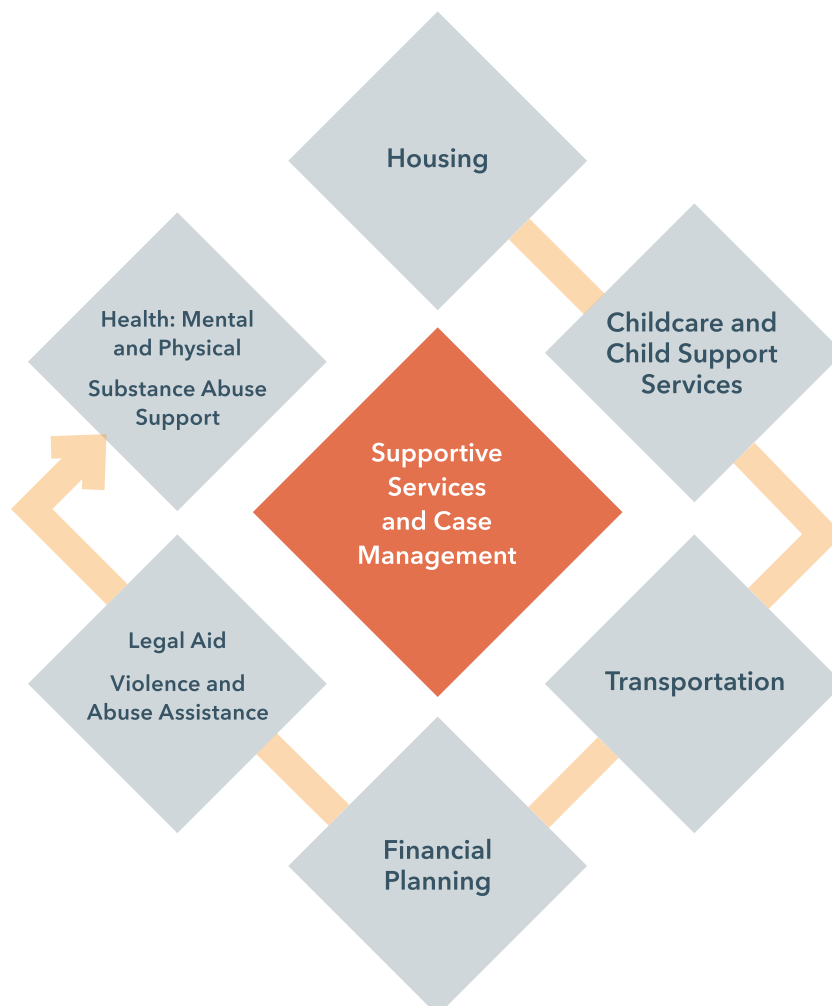 Housing
Childcare and
Child Support
Services
Health: Mental
and Physical
Substance Abuse
Support
Supportive
Services
and Case
Management
Transportation
Legal Aid
Violence and
Abuse Assistance
Financial
Planning